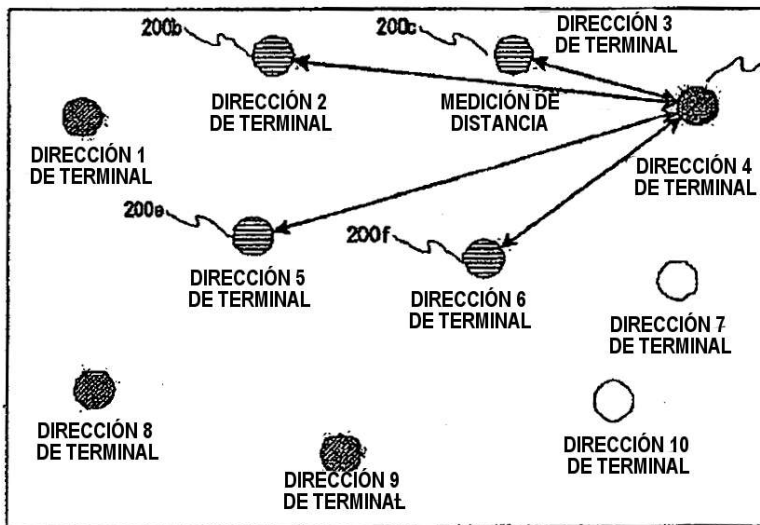 200b
200c
DIRECCIÓN 3
DE TERMINAL
DIRECCIÓN 2
DE TERMINAL
MEDICIÓN DE
DISTANCIA
DIRECCIÓN 1
DE TERMINAL
DIRECCIÓN 4
DE TERMINAL
200e
200f
DIRECCIÓN 5
DE TERMINAL
DIRECCIÓN 6
DE TERMINAL
DIRECCIÓN 7
DE TERMINAL
DIRECCIÓN 8
DE TERMINAL
DIRECCIÓN 9
DE TERMINAL
DIRECCIÓN 10
DE TERMINAL